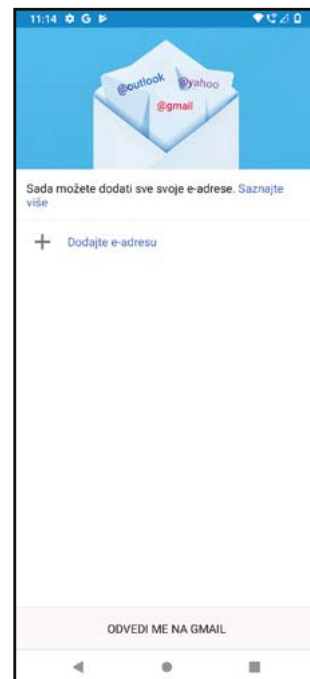 11:14 G
@outlook @yahoo
@gmail
Sada možete dodati sve svoje e-adrese. Saznajte
više
Dodajte e-adresu
ODVEDI ME NA GMAIL